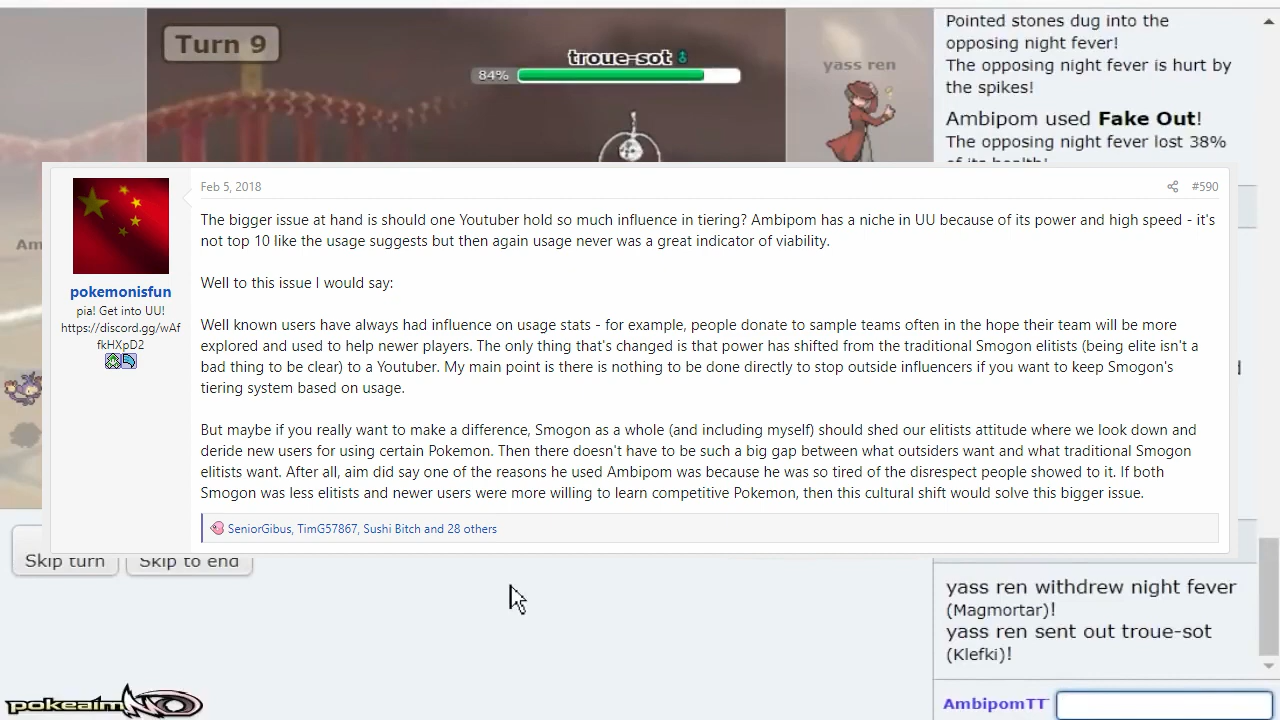 Turn 9
troue-sot
84%
yass ren
Pointed stones dug into the
opposing night fever!
The opposing night fever is hurt by
the spikes!
Ambipom used Fake Out!
The opposing night fever lost 38%
of its health!
Feb 5, 2018
#590
The bigger issue at hand is should one Youtuber hold so much influence in tiering? Ambipom has a niche in UU because of its power and high speed - it's
not top 10 like the usage suggests but then again usage never was a great indicator of viability.
Well to this issue I would say:
Well known users have always had influence on usage stats - for example, people donate to sample teams often in the hope their team will be more
explored and used to help newer players. The only thing that's changed is that power has shifted from the traditional Smogon elitists (being elite isn't a
bad thing to be clear) to a Youtuber. My main point is there is nothing to be done directly to stop outside influencers if you want to keep Smogon's
tiering system based on usage.
But maybe if you really want to make a difference, Smogon as a whole (and including myself) should shed our elitists attitude where we look down and
deride new users for using certain Pokemon. Then there doesn't have to be such a big gap between what outsiders want and what traditional Smogon
elitists want. After all, aim did say one of the reasons he used Ambipom was because he was so tired of the disrespect people showed to it. If both
Smogon was less elitists and newer users were more willing to learn competitive Pokemon, then this cultural shift would solve this bigger issue.
SeniorGibus, TimG57867, Sushi Bitch and 28 others
pokemonisfun
pia! Get into UU!
https://discord.gg/wAf
fkHXpD2
Am
Skip turn
Skip to end
yass ren withdrew night fever
(Magmortar)!
yass ren sent out troue-sot
(Klefki)!
AmbipomTT
pokeaimMD